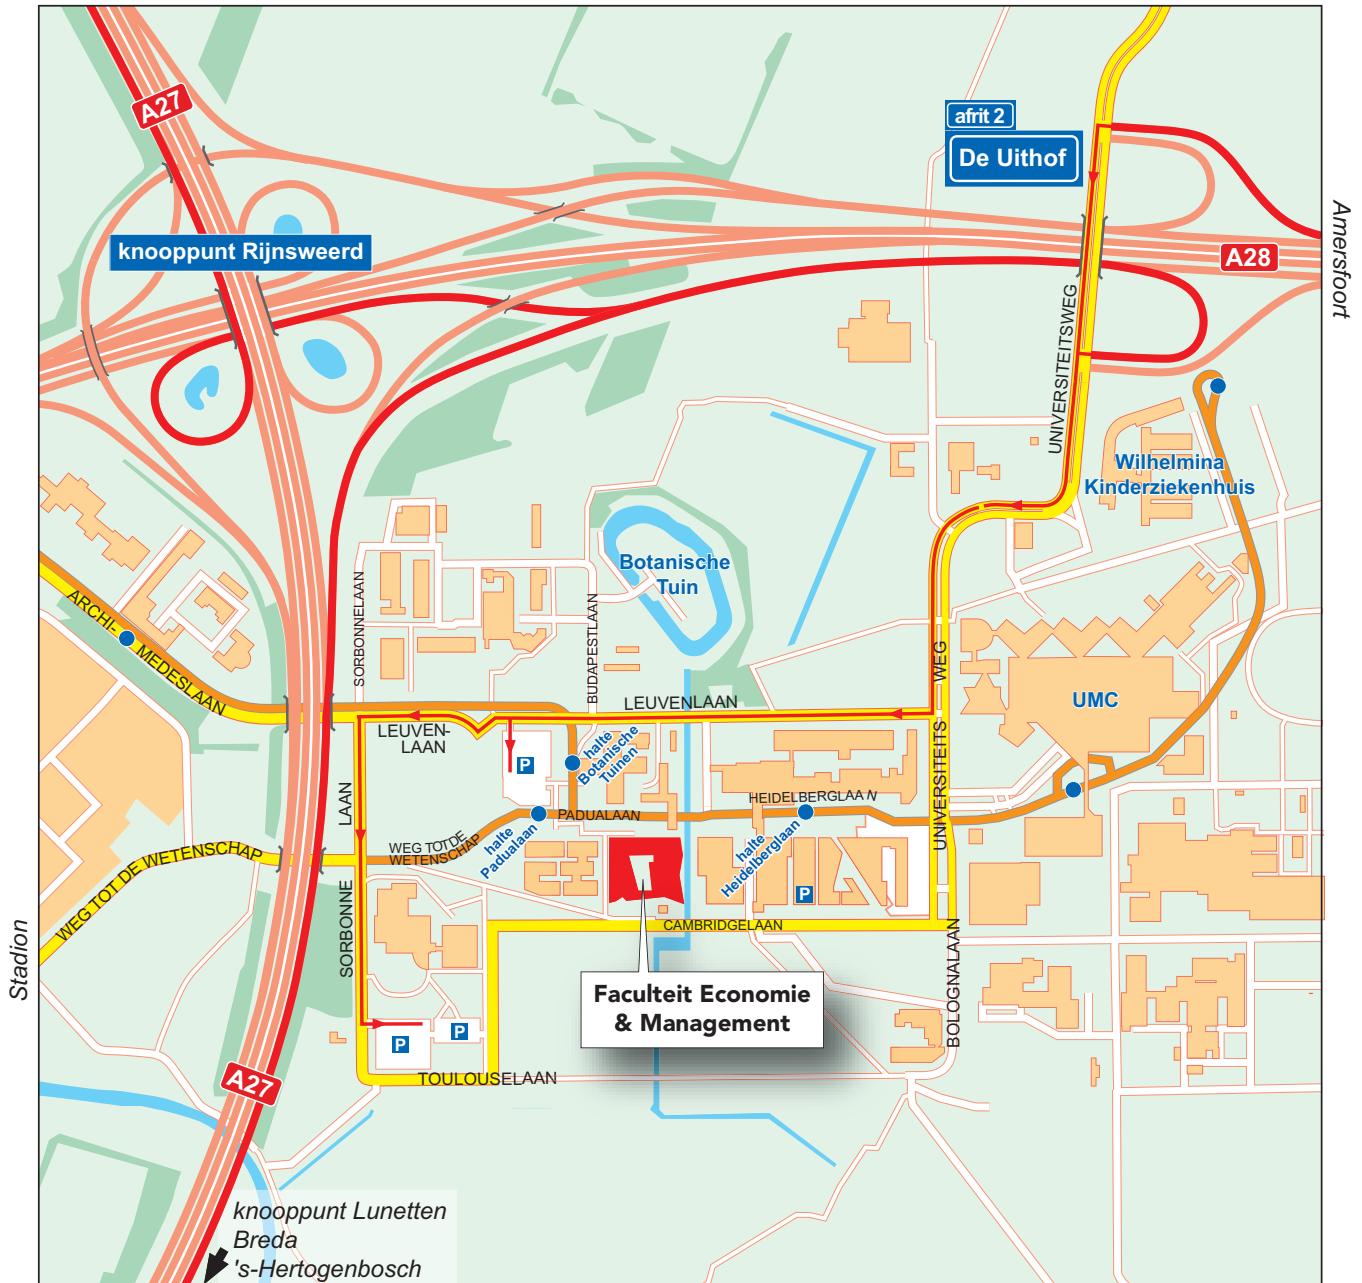 A27
afrit 2
De Uithof
Amersfoort
knooppunt Rijnsweerd
A28
UNIVERSITEITSWEG
Wilhelmina
Kinderziekenhuis
Botanische
Tuin
SORBONNELAAN
BUDAPESTLAAN
ARCHI-
MEDESLAAN
WEG
UMC
LEUVENLAAN
LEUVEN-
LAAN
halte
Botanische
Tuinen
P
LAAN
UNIVERSITEITS
HEIDELBERGLAAN
PADUALAAN
WEG TOT DE
WETENSCHAP
halte
Padualaan
halte
Heidelberglaan
P
WEG TOT DE WETENSCHAP
SORBONNE
CAMBRIDGELAAN
BOLOGNALAAN
Stadion
Faculteit Economie
& Management
P
P
TOULOUSELAAN
A27
knooppunt Lunetten
Breda
's-Hertogenbosch